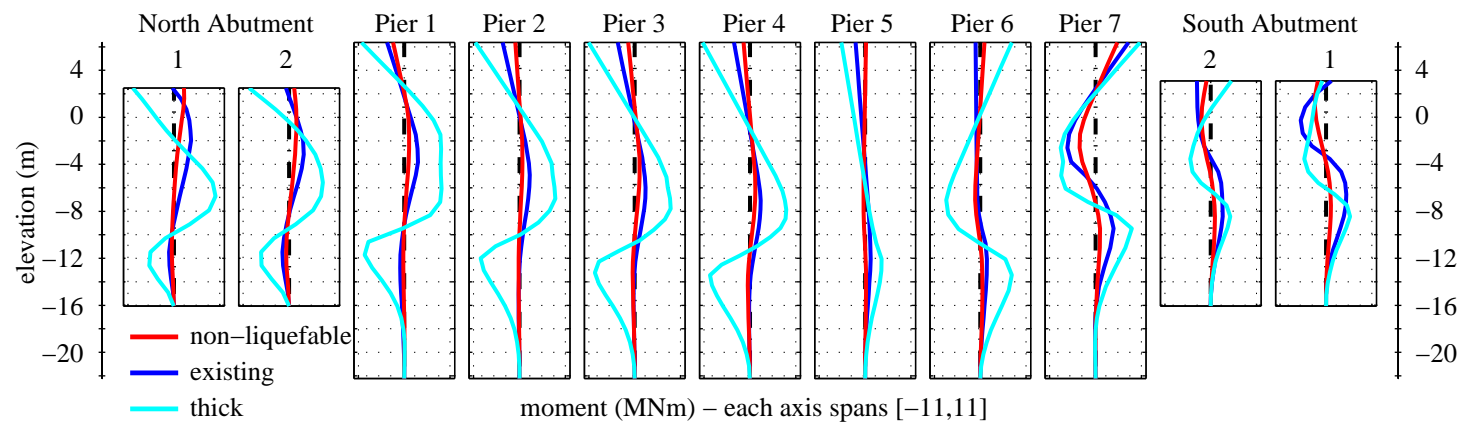 North Abutment Pier 1 Pier 2 Pier 3 Pier 4 Pier 5 Pier 6 Pier 7 South Abutment
1 2 2 1
4 4
0 0
−4 −4
−8 −8
−12 −12
−16 −16
−20 −20
elevation (m)
non−liquefable
existing
thick
moment (MNm) – each axis spans [-11,11]